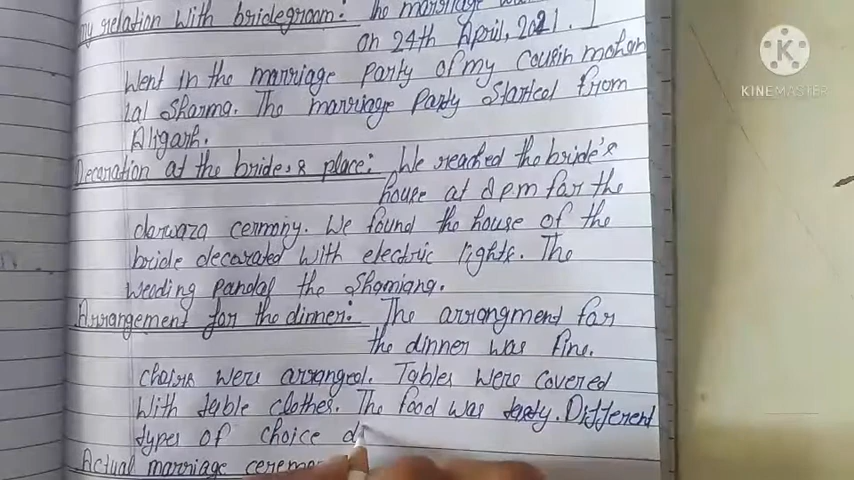 my relation with bridegroom: The marriage
on 24th April, 2021. I
Went in the marriage party of my cousin mohan
lal Sharma. The marriage party Started from
Aligarh.
Decoration at the bride,s place: We reached the bride's
house at 8 pm for the
darwaza cermony. We found the house of the
bride decorated with electric lights. The
weading pandal the Shamiana.
Arrangement for the dinner: The arrangment for
the dinner was fine.
chairs were arranged. Tables were covered
With table clothes. The food was tasty. Different
types of choice d
Actual marriage cerem
K
KINEMASTER